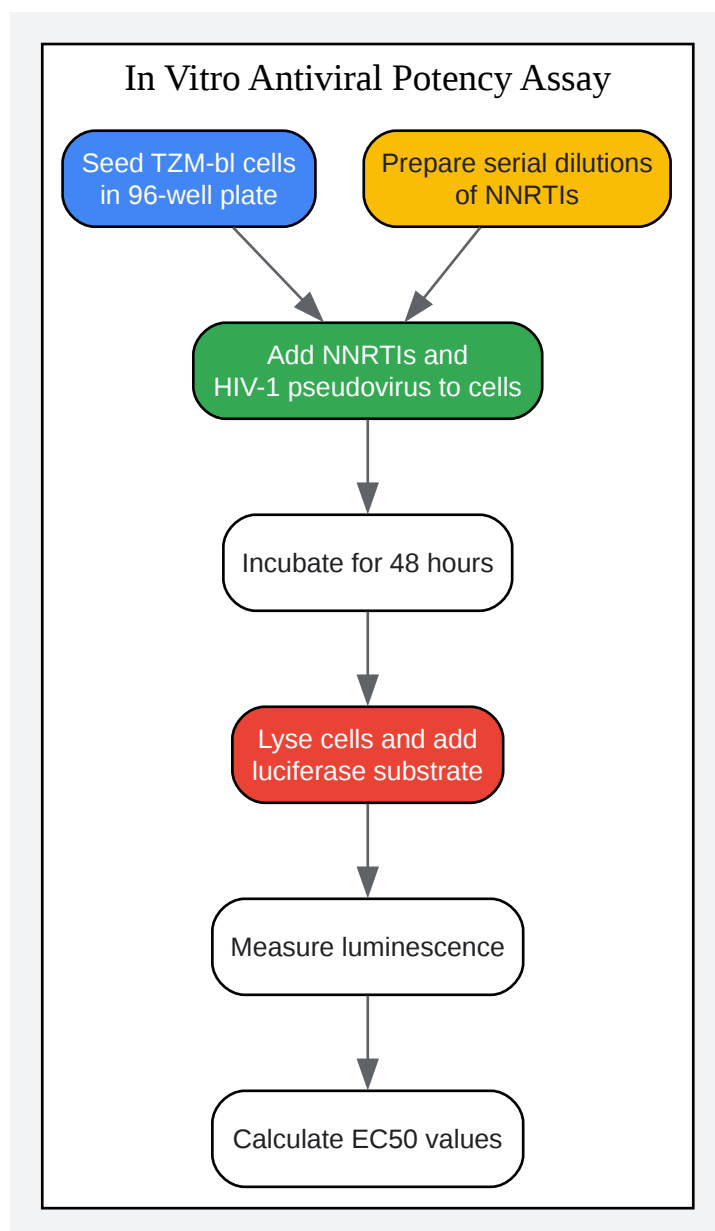 In Vitro Antiviral Potency Assay
Seed TZM-bl cells
in 96-well plate
Prepare serial dilutions
of NNRTIs
Add NNRTIs and
HIV-1 pseudovirus to cells
Incubate for 48 hours
Lyse cells and add
luciferase substrate
Measure luminescence
Calculate EC50 values